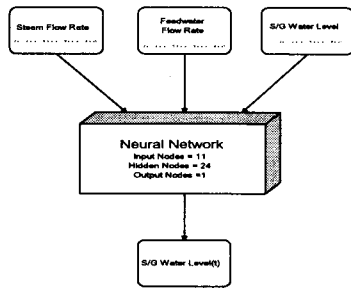 Steam Flow Rate
Feedwater
Flow Rate
S/G Water Level
Neural Network
Input Nodes = 11
Hidden Nodes = 24
Output Nodes =1
S/G Water Level(t)